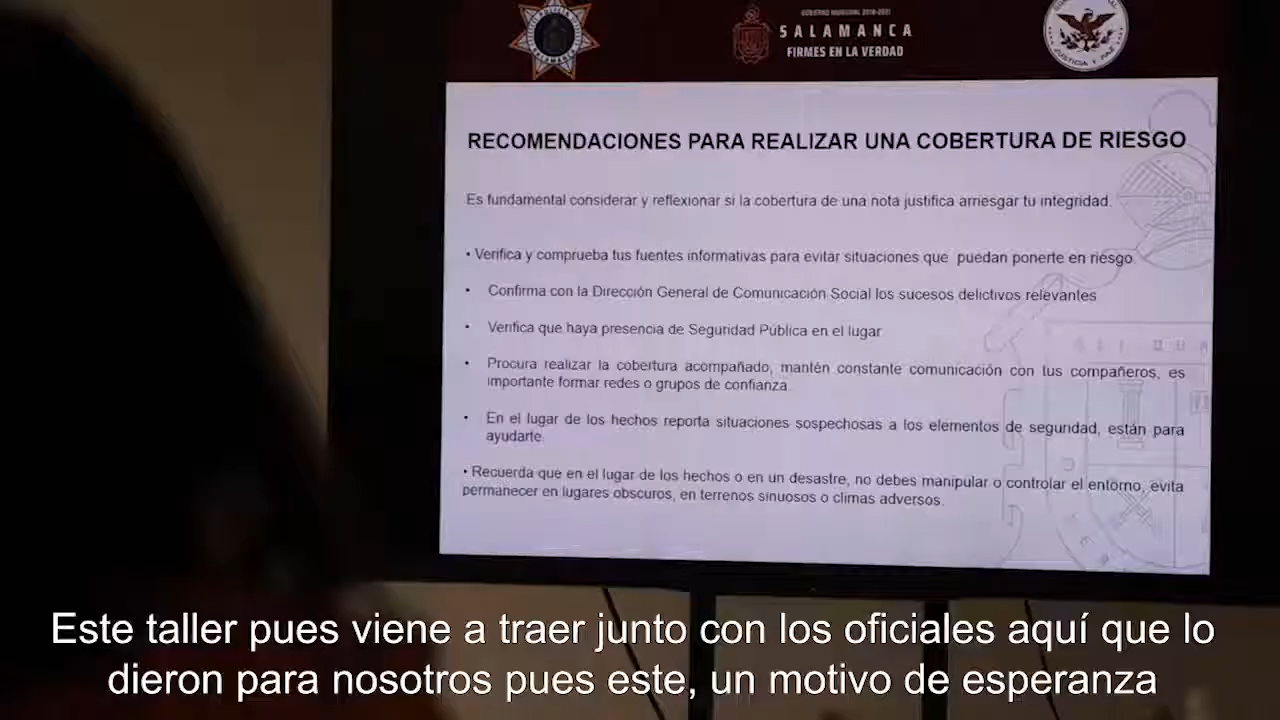 GOBIERNO MUNICIPAL 2018-2021
SALAMANCA
FIRMES EN LA VERDAD
JUSTICIA Y PAZ
RECOMENDACIONES PARA REALIZAR UNA COBERTURA DE RIESGO
Es fundamental considerar y reflexionar si la cobertura de una nota justifica arriesgar tu integridad.
• Verifica y comprueba tus fuentes informativas para evitar situaciones que puedan ponerte en riesgo.
• Confirma con la Dirección General de Comunicación Social los sucesos delictivos relevantes
• Verifica que haya presencia de Seguridad Pública en el lugar
• Procura realizar la cobertura acompañado, mantén constante comunicación con tus compañeros, es
importante formar redes o grupos de confianza.
• En el lugar de los hechos reporta situaciones sospechosas a los elementos de seguridad, están para
ayudarte.
• Recuerda que en el lugar de los hechos o en un desastre, no debes manipular o controlar el entorno, evita
permanecer en lugares obscuros, en terrenos sinuosos o climas adversos.
Este taller pues viene a traer junto con los oficiales aquí que lo
dieron para nosotros pues este, un motivo de esperanza